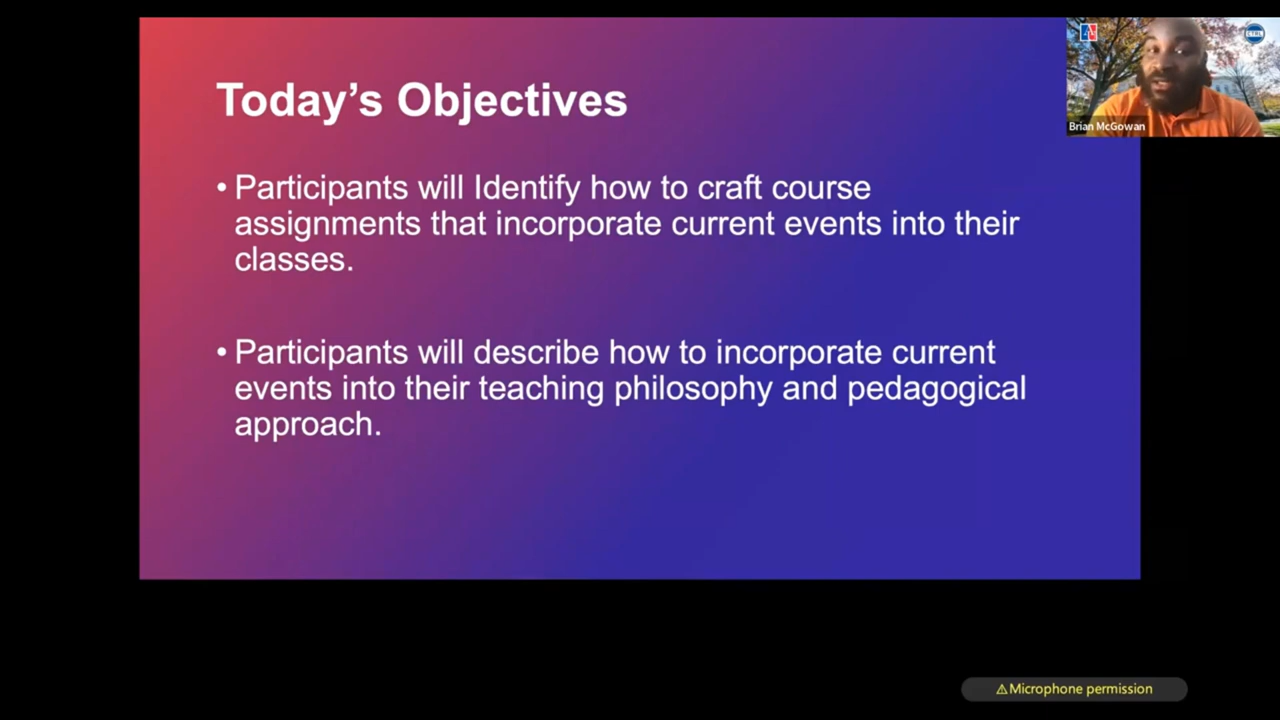 Today's Objectives
• Participants will Identify how to craft course
assignments that incorporate current events into their
classes.
• Participants will describe how to incorporate current
events into their teaching philosophy and pedagogical
approach.
CTRL
Brian McGowan
⚠Microphone permission